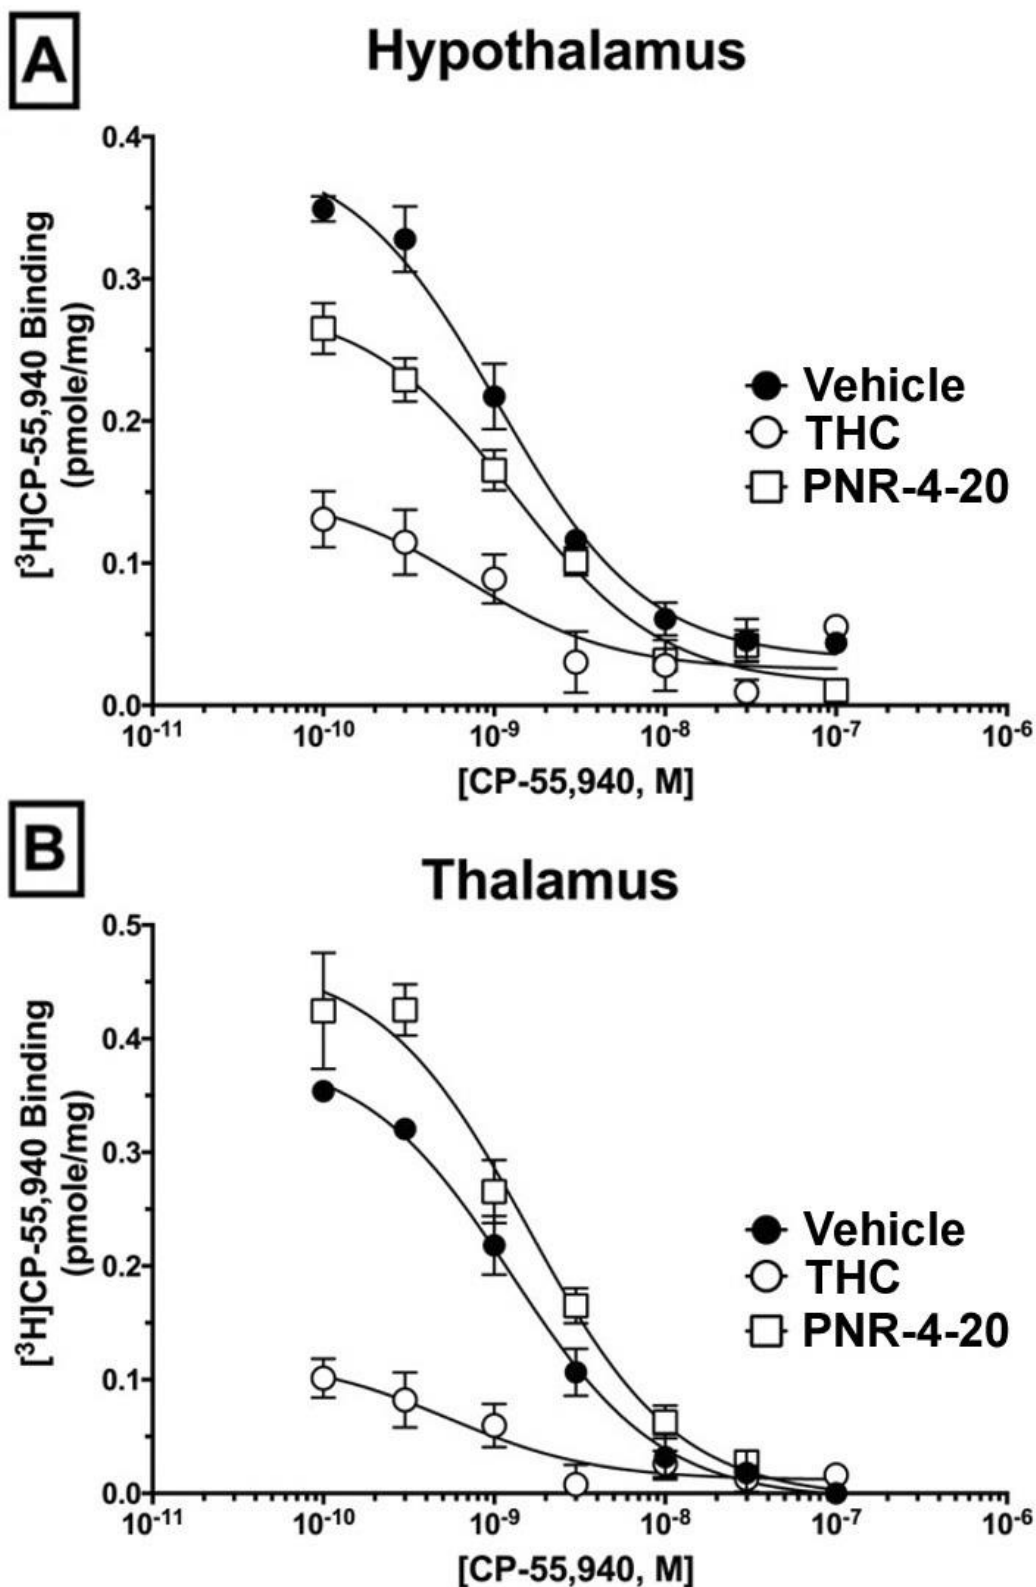 A
Hypothalamus
[³H]CP-55,940 Binding
(pmole/mg)
0.4
0.3
0.2
0.1
0.0
10⁻¹¹ 10⁻¹⁰ 10⁻⁹ 10⁻⁸ 10⁻⁷ 10⁻⁶
[CP-55,940, M]
Vehicle
THC
PNR-4-20
B
Thalamus
[³H]CP-55,940 Binding
(pmole/mg)
0.5
0.4
0.3
0.2
0.1
0.0
10⁻¹¹ 10⁻¹⁰ 10⁻⁹ 10⁻⁸ 10⁻⁷ 10⁻⁶
[CP-55,940, M]
Vehicle
THC
PNR-4-20